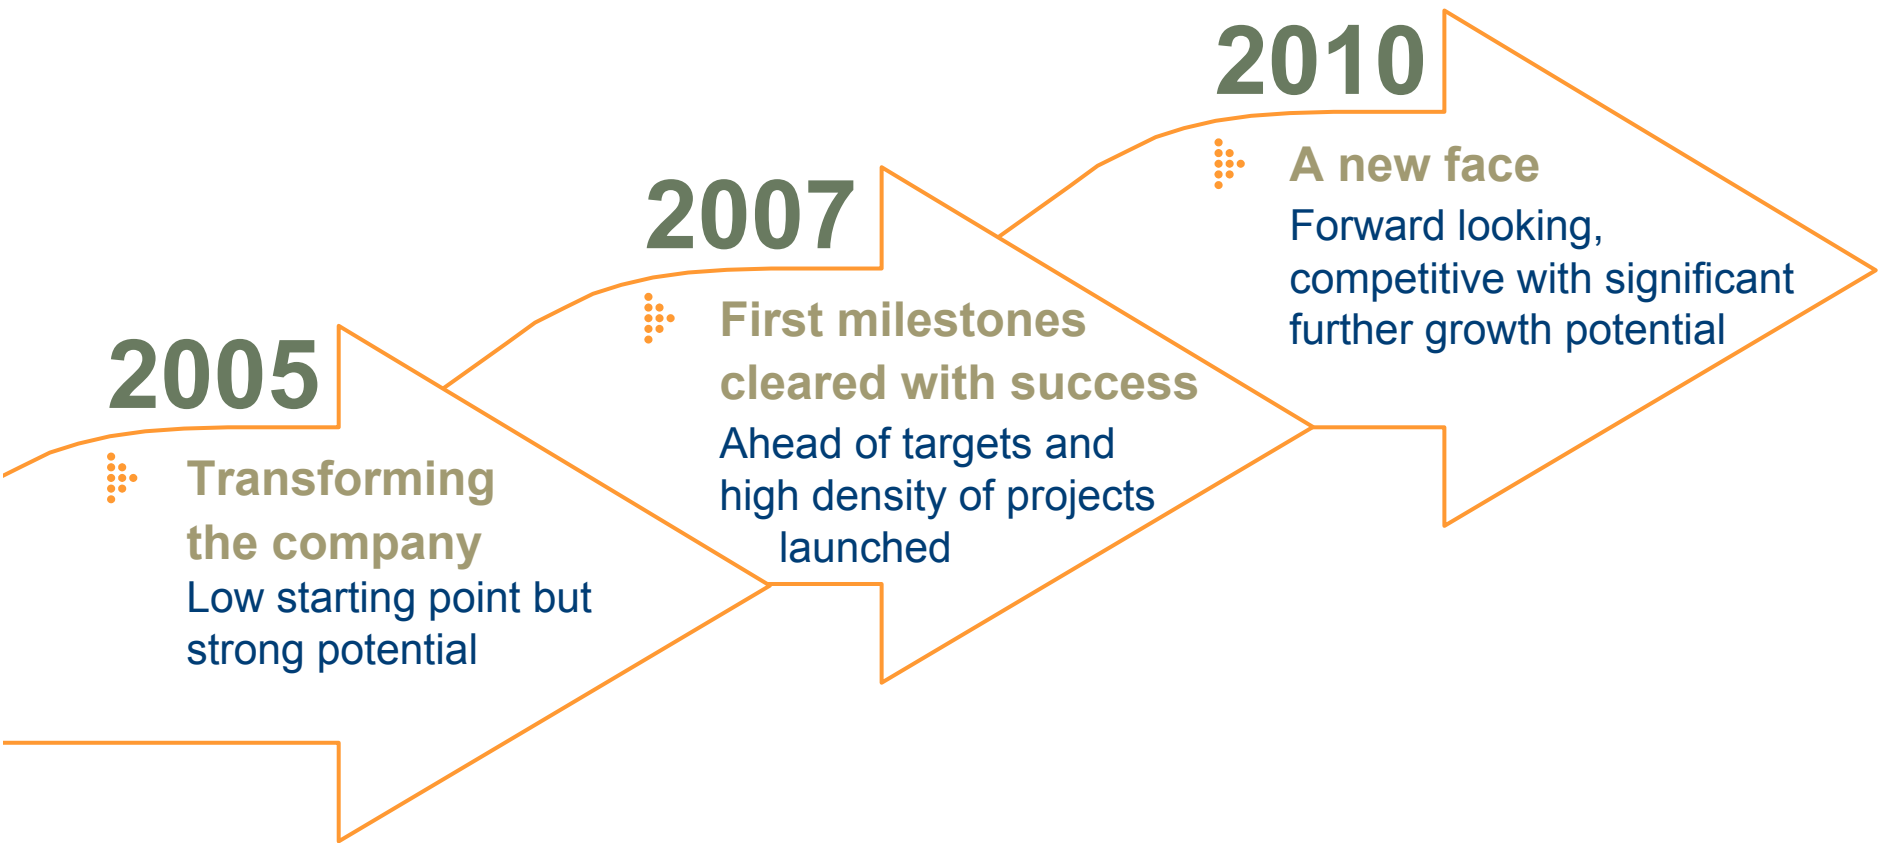 2005
Transforming
the company
Low starting point but
strong potential
2007
First milestones
cleared with success
Ahead of targets and
high density of projects
launched
2010
A new face
Forward looking,
competitive with significant
further growth potential